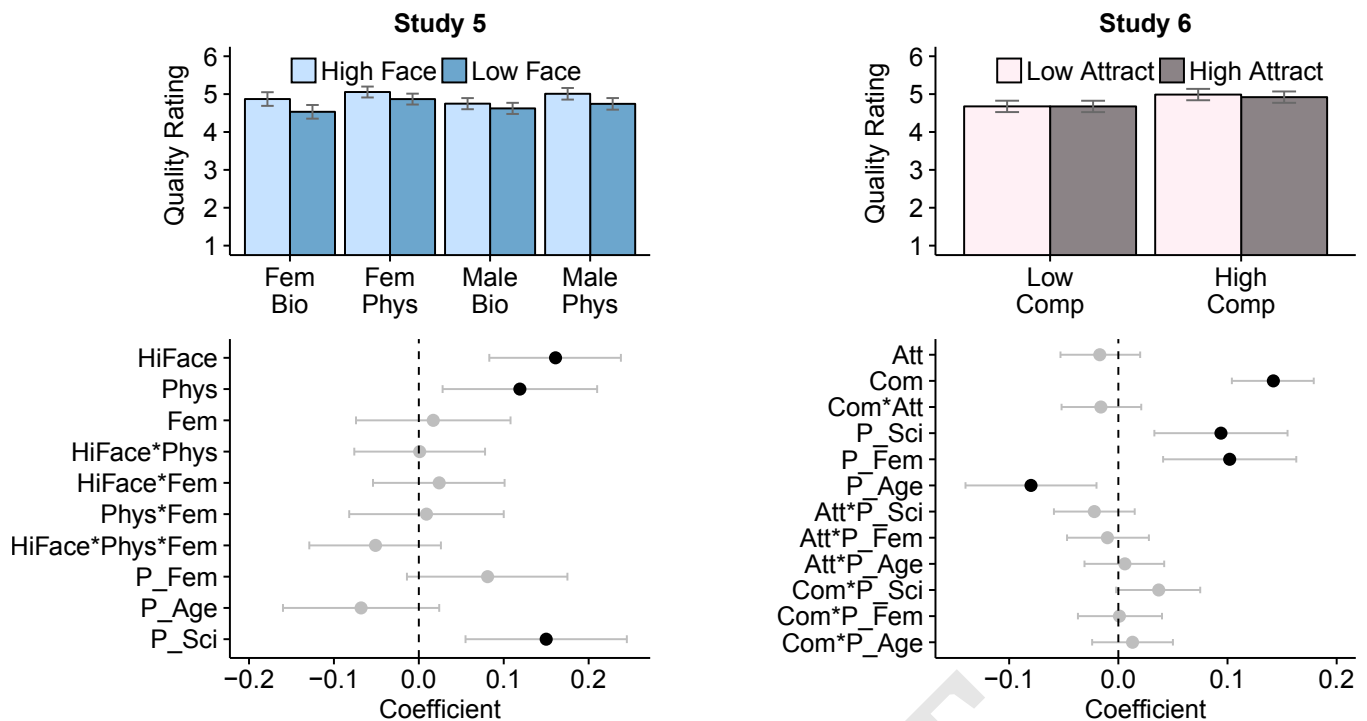 Study 5
Quality Rating
6
5
4
3
2
1
High Face
Low Face
Fem
Bio
Fem
Phys
Male
Bio
Male
Phys
HiFace
Phys
Fem
HiFace*Phys
HiFace*Fem
Phys*Fem
HiFace*Phys*Fem
P_Fem
P_Age
P_Sci
−0.2
−0.1
0.0
0.1
0.2
Coefficient
Study 6
Quality Rating
6
5
4
3
2
1
Low Attract
High Attract
Low
Comp
High
Comp
Att
Com
Com*Att
P_Sci
P_Fem
P_Age
Att*P_Sci
Att*P_Fem
Att*P_Age
Com*P_Sci
Com*P_Fem
Com*P_Age
−0.1
0.0
0.1
0.2
Coefficient